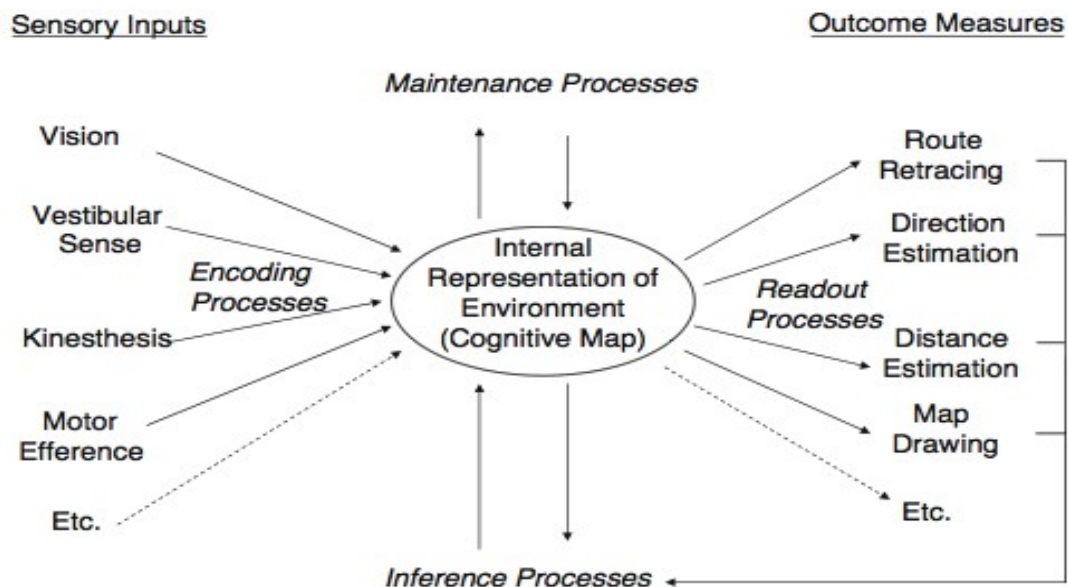 Sensory Inputs
Outcome Measures
Maintenance Processes
Vision
Vestibular
Sense
Encoding
Processes
Kinesthesis
Motor
Efference
Etc.
Internal
Representation of
Environment
(Cognitive Map)
Readout
Processes
Route
Retracing
Direction
Estimation
Distance
Estimation
Map
Drawing
Etc.
Inference Processes